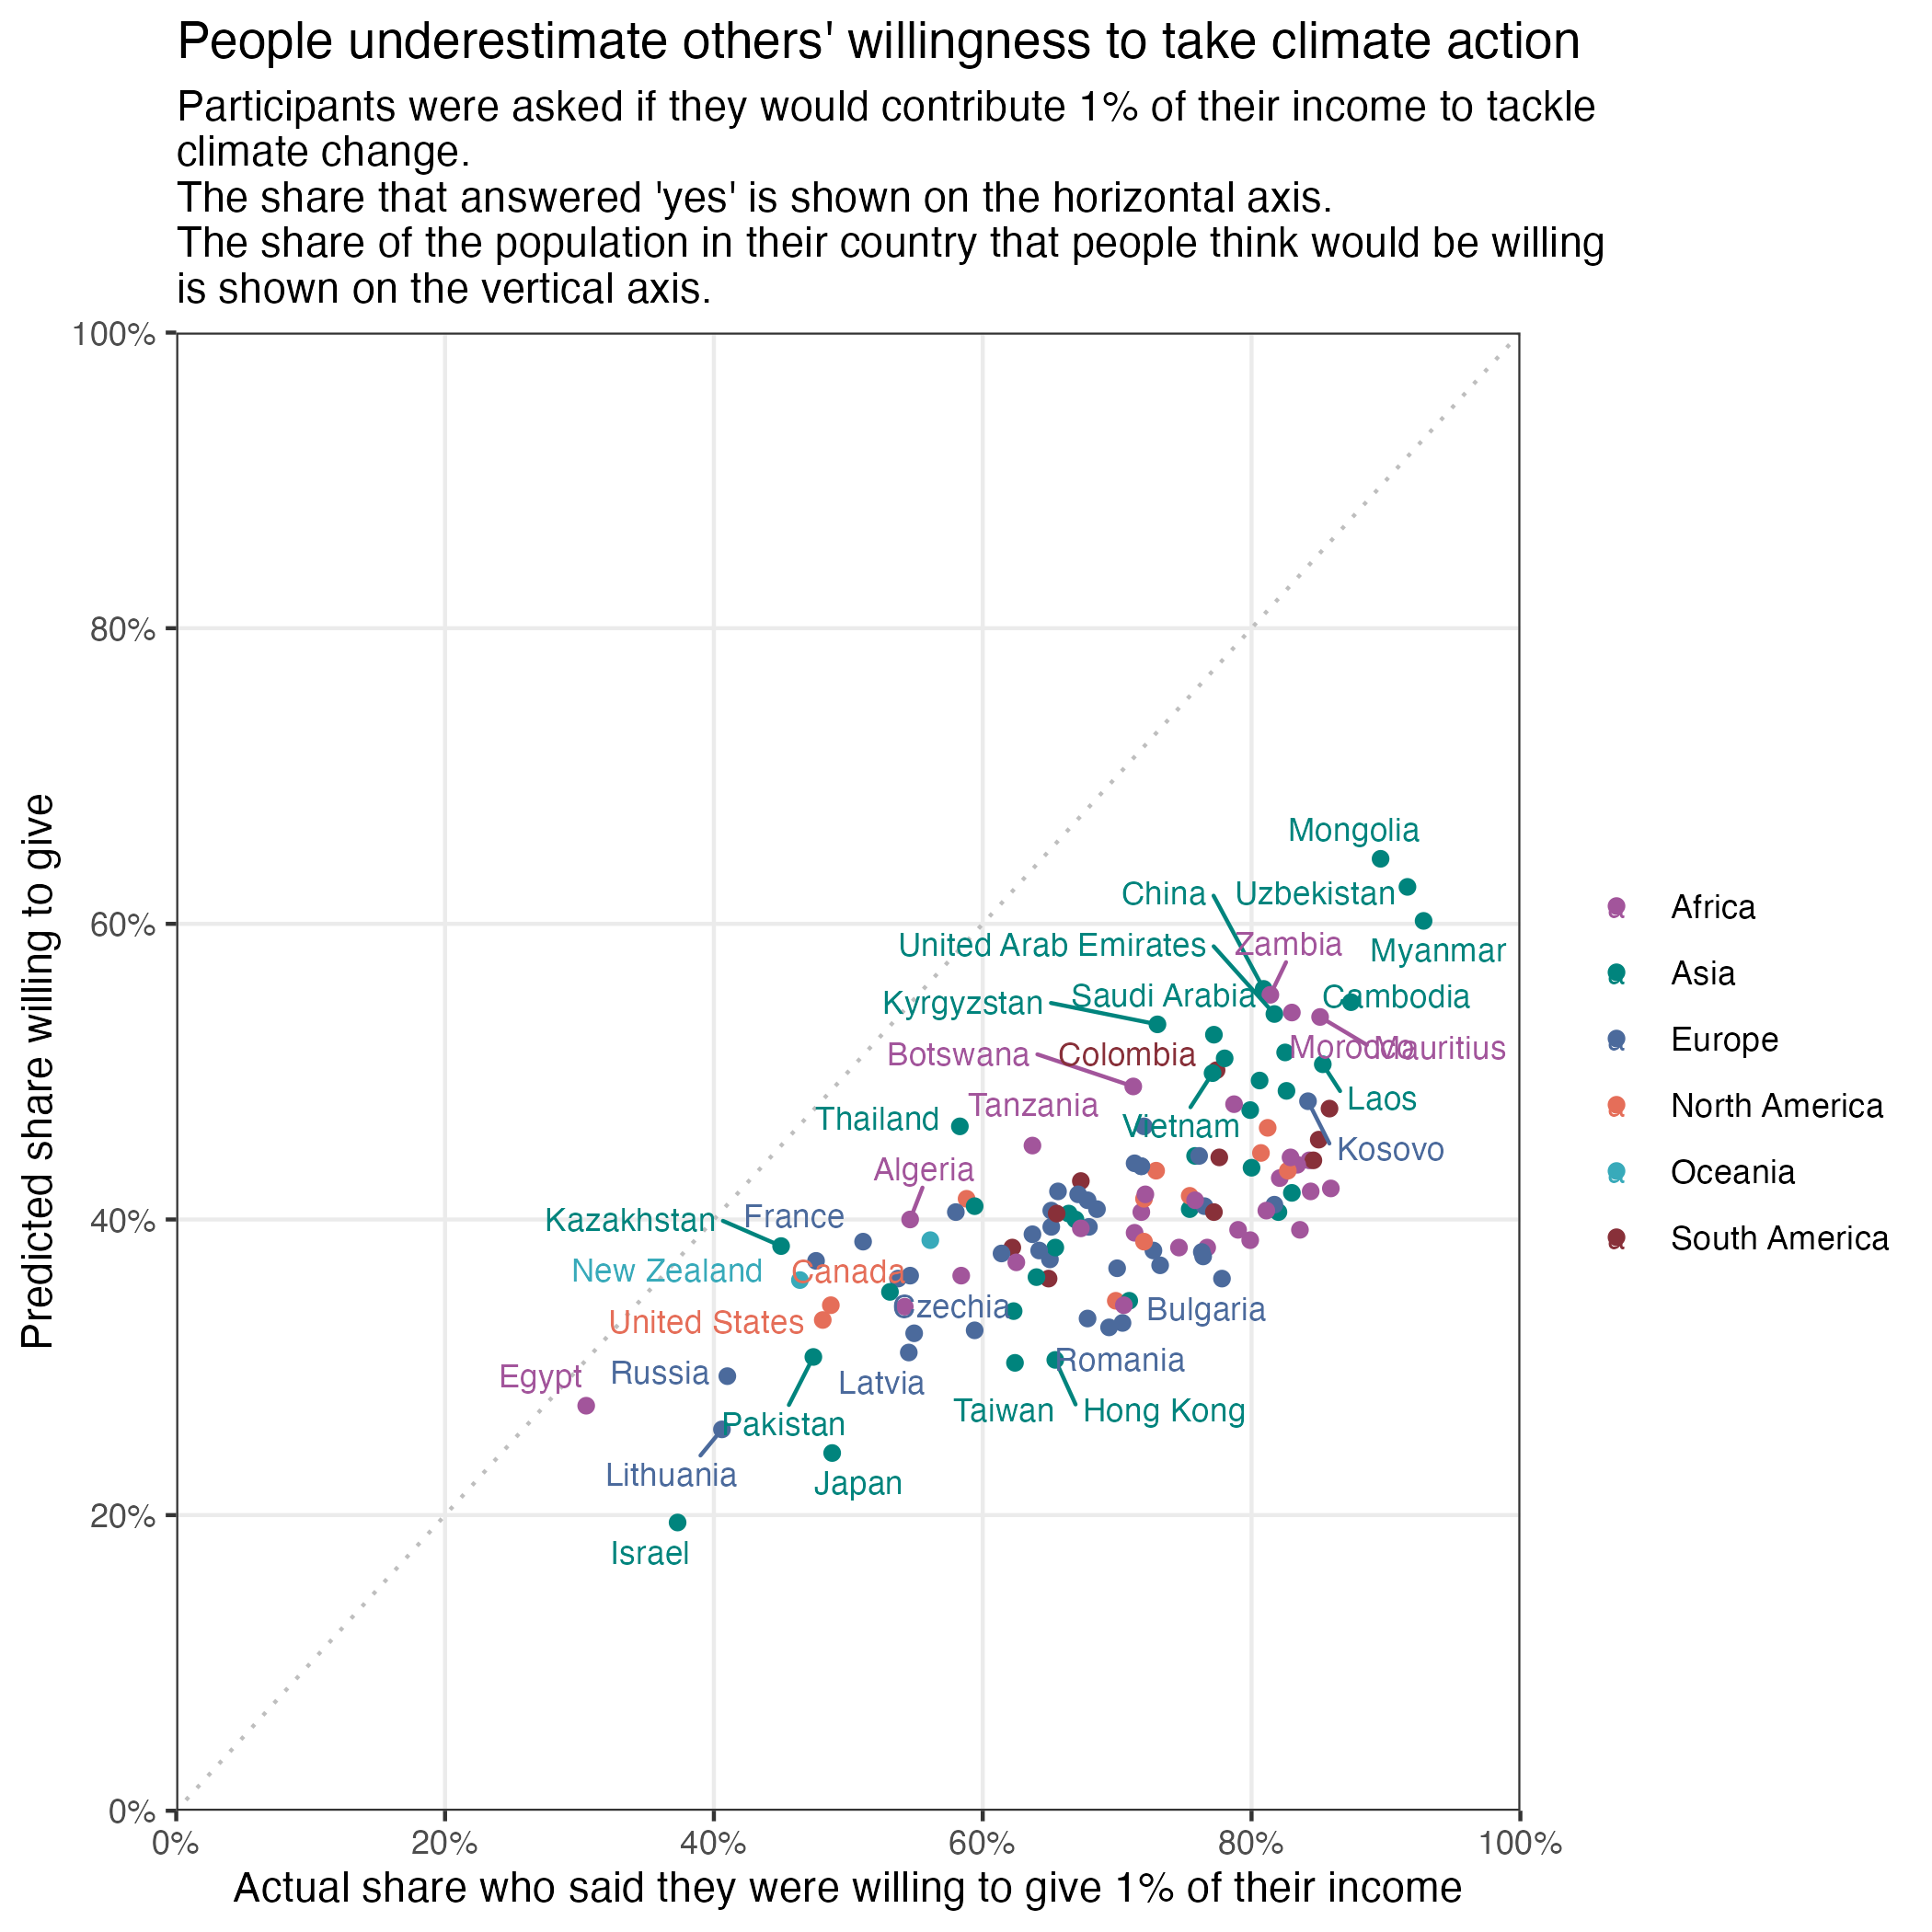 People underestimate others' willingness to take climate action
Participants were asked if they would contribute 1% of their income to tackle
climate change.
The share that answered 'yes' is shown on the horizontal axis.
The share of the population in their country that people think would be willing
is shown on the vertical axis.
Predicted share willing to give
100%
80%
60%
40%
20%
0%
Mongolia
China
Uzbekistan
United Arab Emirates
Zambia
Myanmar
Kyrgyzstan
Saudi Arabia
Cambodia
Botswana
Colombia
Morocco
Mauritius
Thailand
Tanzania
Vietnam
Laos
Algeria
Kosovo
Kazakhstan
France
New Zealand
Canada
United States
Czechia
Bulgaria
Egypt
Russia
Latvia
Romania
Pakistan
Taiwan
Hong Kong
Lithuania
Japan
Israel
0%
20%
40%
60%
80%
100%
Actual share who said they were willing to give 1% of their income
a Africa
a Asia
a Europe
a North America
a Oceania
a South America